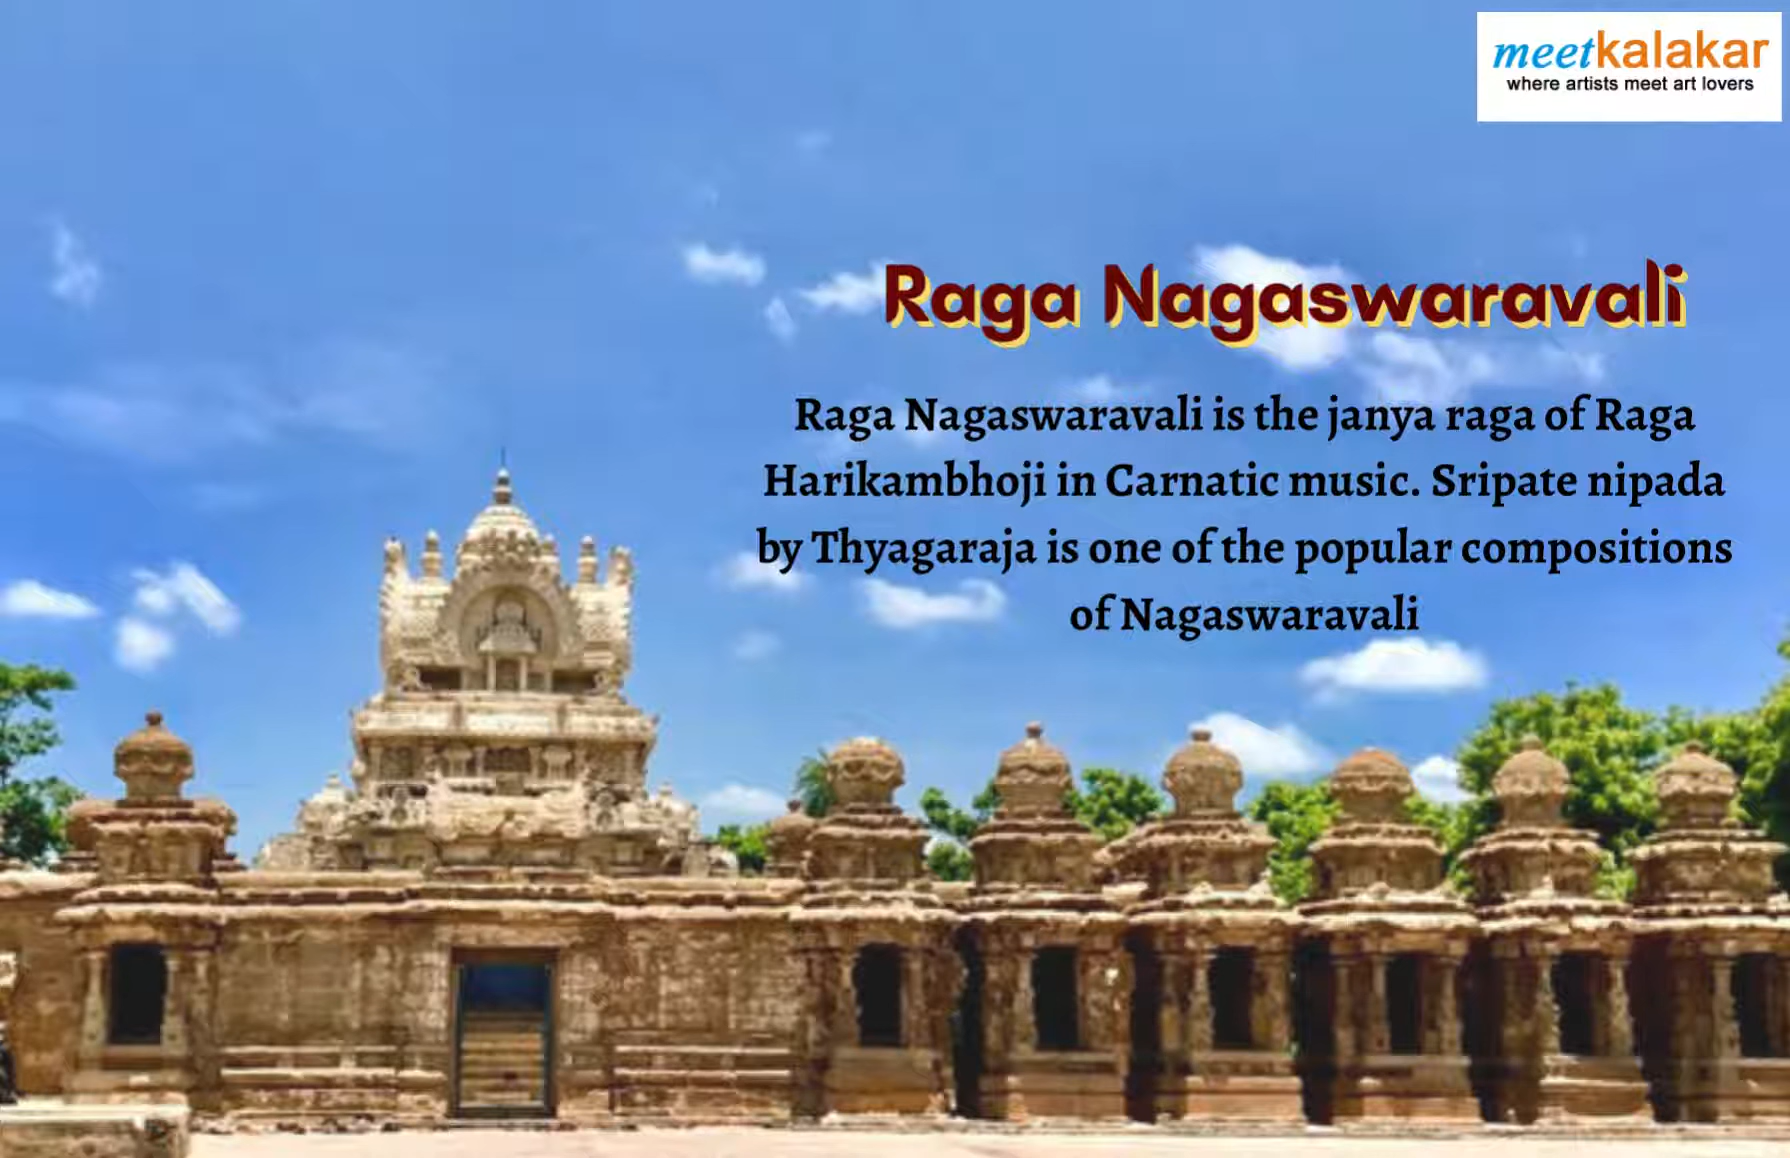 meetkalakar
where artists meet art lovers
Raga Nagaswaravali
Raga Nagaswaravali is the janya raga of Raga
Harikambhoji in Carnatic music. Sripate nipada
by Thyagaraja is one of the popular compositions
of Nagaswaravali